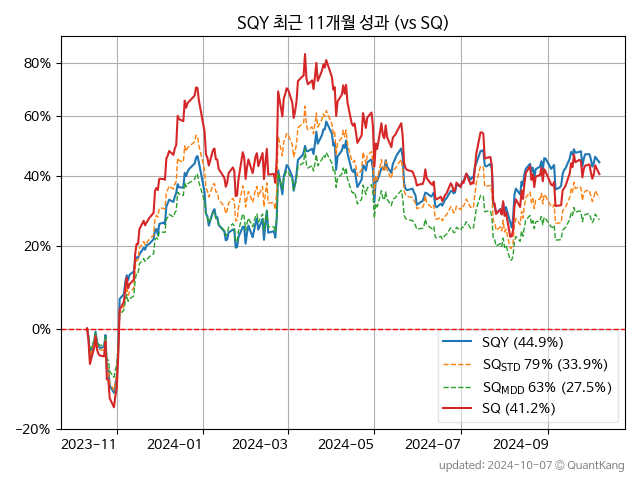 SQY 최근 11개월 성과 (vs SQ)
80%
60%
40%
20%
0%
−20%
2023-11
2024-01
2024-03
2024-05
2024-07
2024-09
SQY (44.9%)
SQSTD 79% (33.9%)
SQMDD 63% (27.5%)
SQ (41.2%)
updated: 2024-10-07 © QuantKang